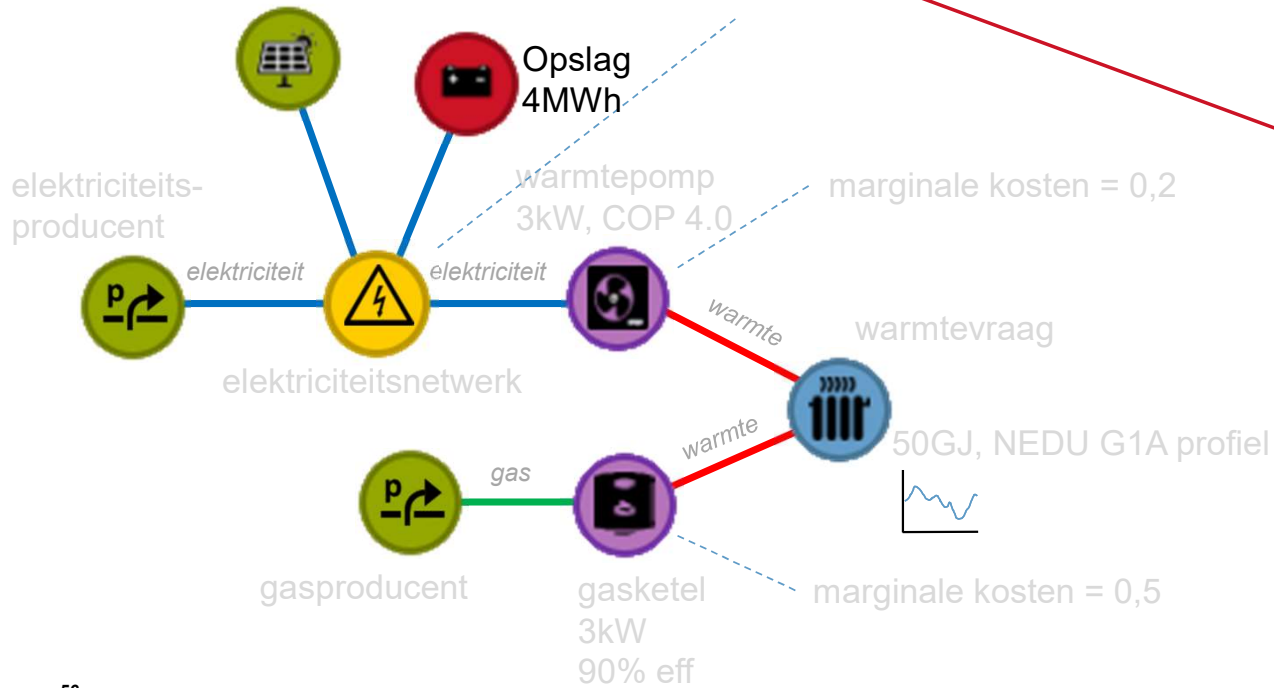 Opslag
4MWh
elektriciteits-
producent
warmtepomp
3kW, COP 4.0
marginale kosten = 0,2
elektriciteit
elektriciteit
p
warmte
warmtevraag
elektriciteitsnetwerk
warmte
50GJ, NEDU G1A profiel
gas
p
gasproducent
gasketel
3kW
90% eff
marginale kosten = 0,5